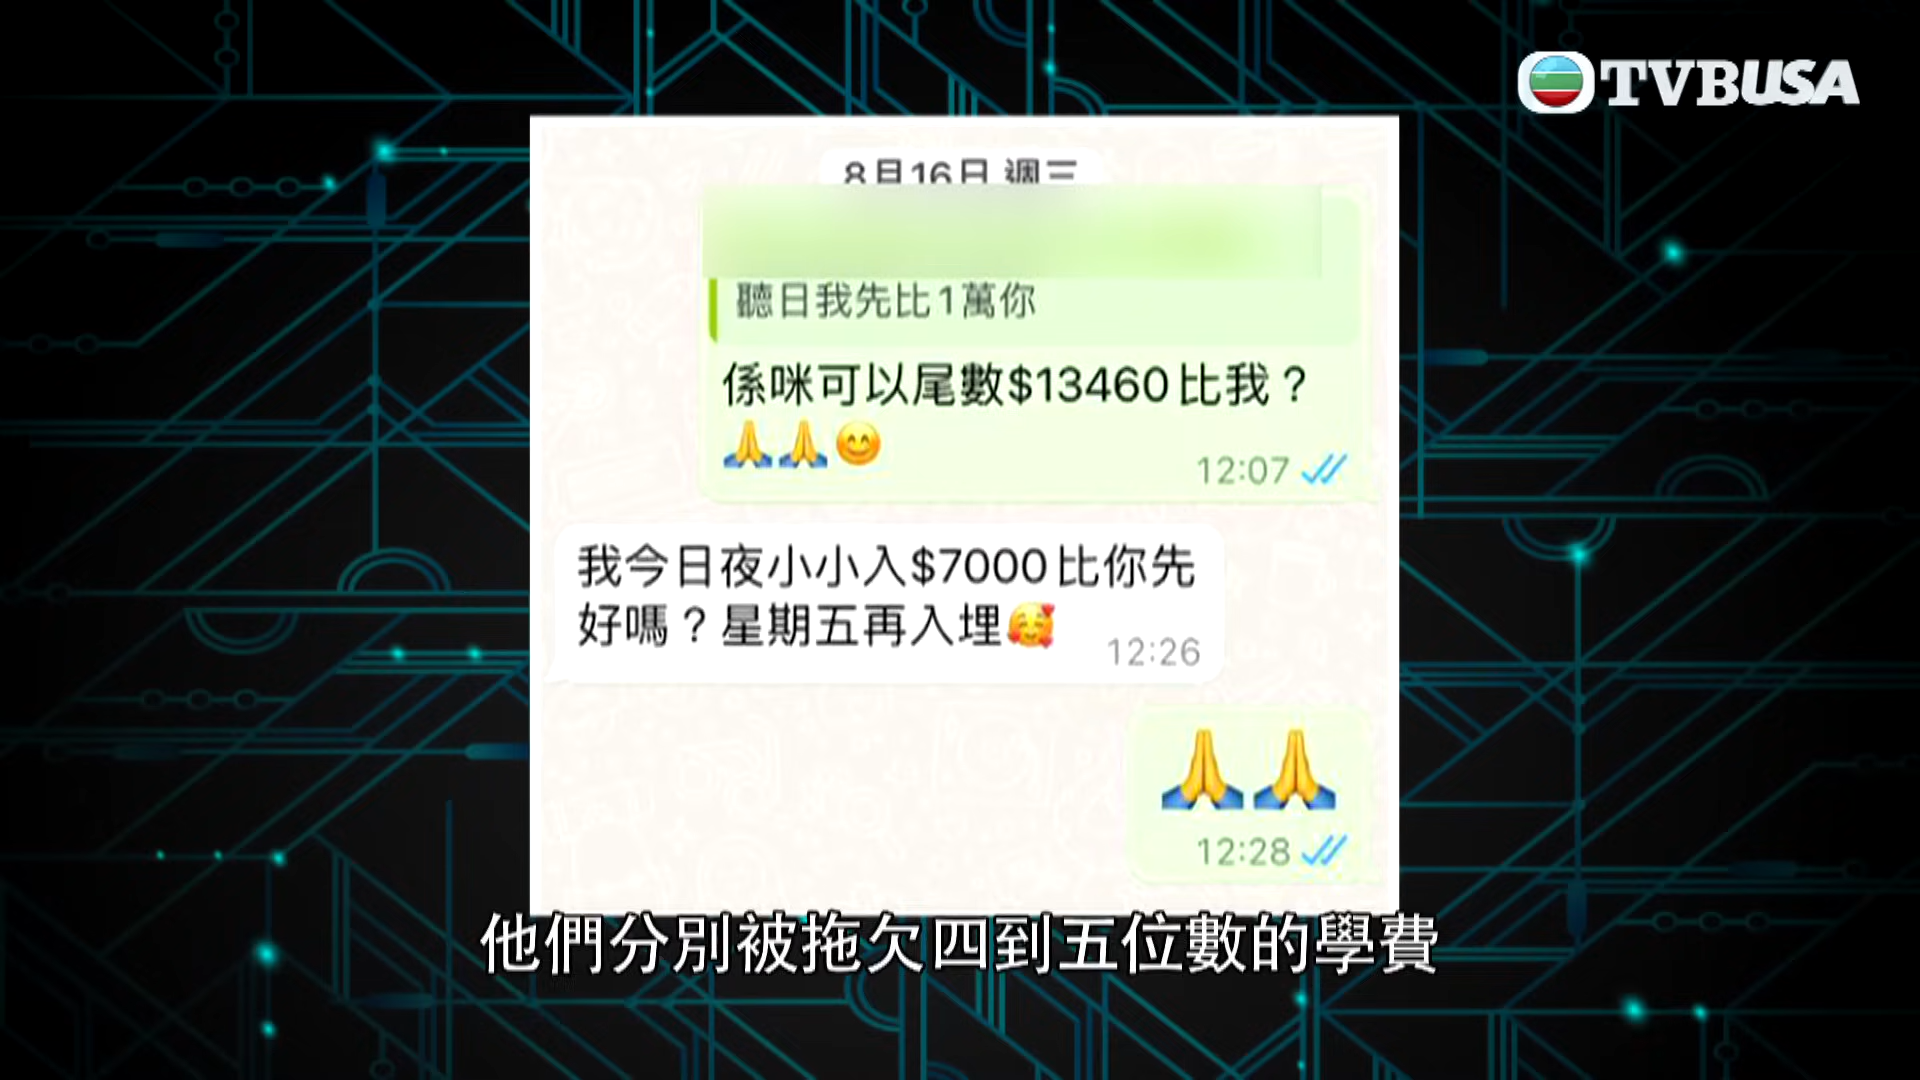 TVBUSA
8月16日 週三
聽日我先比1萬你
係咪可以尾數$13460比我？
🙏🙏😊
12:07
我今日夜小小入$7000比你先
好嗎？星期五再入埋🥰
12:26
🙏🙏
12:28
他們分別被拖欠四到五位數的學費